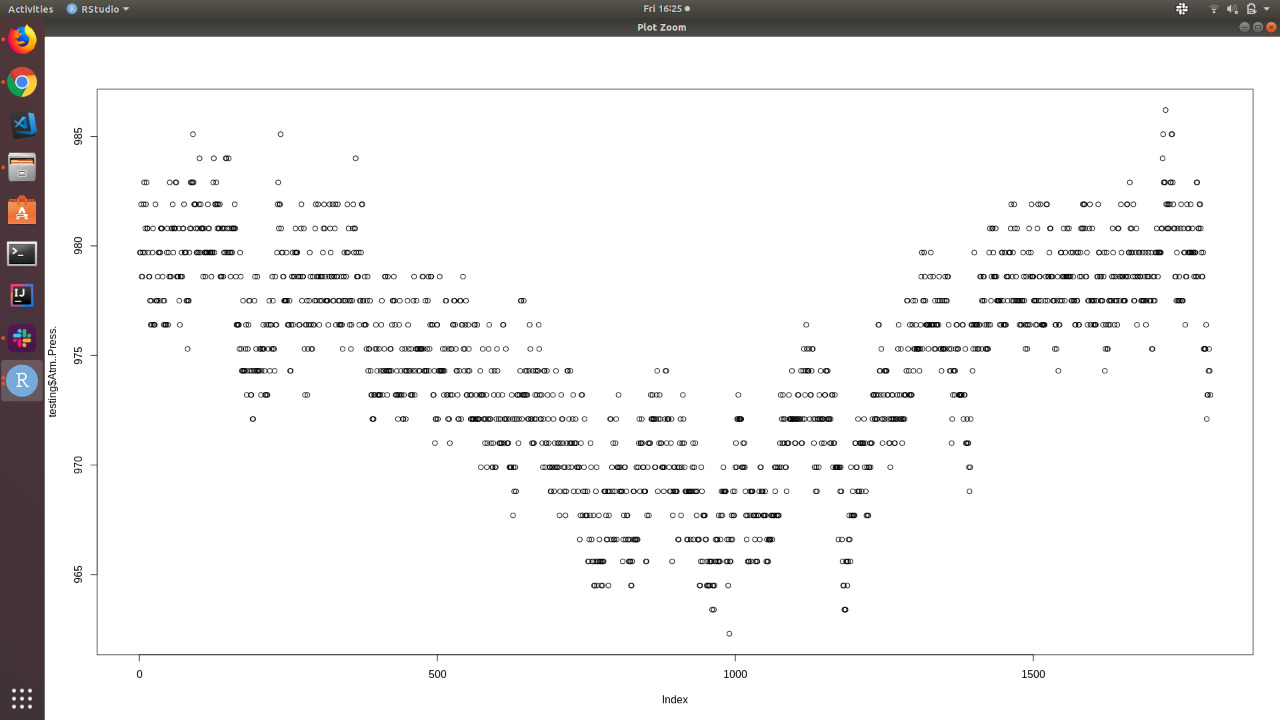 Activities RStudio Fri 16:25
Plot Zoom
985
980
975
970
965
testing$Atm..Press.
0 500 1000 1500
Index